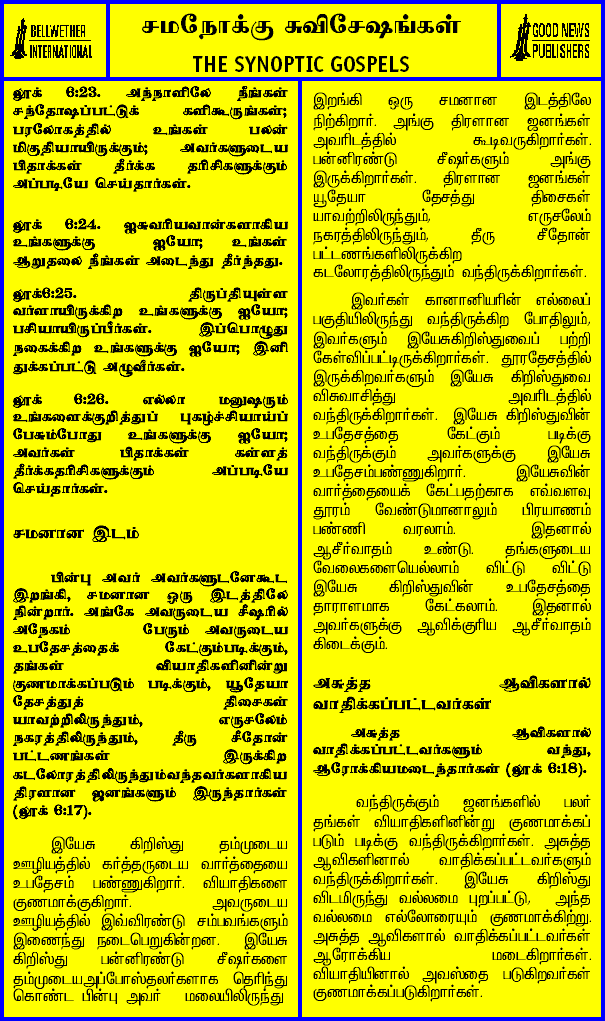 BELLWETHER
INTERNATIONAL
சமநோக்கு சுவிசேஷங்கள்
THE SYNOPTIC GOSPELS
GOOD NEWS
PUBLISHERS
லூக் 6:23. அந்நாளிலே நீங்கள்
சந்தோஷப்பட்டுக் களிகூருங்கள்;
பரலோகத்தில் உங்கள் பலன்
மிகுதியாயிருக்கும்; அவர்களுடைய
பிதாக்கள் தீர்க்க தரிசிகளுக்கும்
அப்படியே செய்தார்கள்.
லூக் 6:24. ஐசுவரியவான்களாகிய
உங்களுக்கு ஐயோ; உங்கள்
ஆறுதலை நீங்கள் அடைந்து தீர்ந்தது.
லூக்6:25. திருப்தியுள்ள
வர்ளாயிருக்கிற உங்களுக்கு ஐயோ;
பசியாயிருப்பீர்கள். இப்பொழுது
நகைக்கிற உங்களுக்கு ஐயோ; இனி
துக்கப்பட்டு அழுவீர்கள்.
லூக் 6:26. எல்லா மனுஷரும்
உங்களைக்குறித்துப் புகழ்ச்சியாய்ப்
பேசும்போது உங்களுக்கு ஐயோ;
அவர்கள் பிதாக்கள் கள்ளத்
தீர்க்கதரிசிகளுக்கும் அப்படியே
செய்தார்கள்.
சமனான இடம்
பின்பு அவர் அவர்களுடனேகூட
இறங்கி, சமனான ஒரு இடத்திலே
நின்றார். அங்கே அவருடைய சீஷரில்
அநேகம் பேரும் அவருடைய
உபதேசத்தைக் கேட்கும்படிக்கும்,
தங்கள் வியாதிகளினின்று
குணமாக்கப்படும் படிக்கும், யூதேயா
தேசத்துத் திசைகள்
யாவற்றிலிருந்தும், எருசலேம்
நகரத்திலிருந்தும், தீரு சீதோன்
பட்டணங்கள் இருக்கிற
கடலோரத்திலிருந்தும்வந்தவர்களாகிய
திரளான ஜனங்களும் இருந்தார்கள்
(லூக் 6:17).
இயேசு கிறிஸ்து தம்முடைய
ஊழியத்தில் கர்த்தருடைய வார்த்தையை
உபதேசம் பண்ணுகிறார். வியாதிகளை
குணமாக்குகிறார். அவருடைய
ஊழியத்தில் இவ்விரண்டு சம்பவங்களும்
இணைந்து நடைபெறுகின்றன. இயேசு
கிறிஸ்து பன்னிரண்டு சீஷர்களை
தம்முடையஅப்போஸ்தலர்களாக தெரிந்து
கொண்ட பின்பு அவர் மலையிலிருந்து
இறங்கி ஒரு சமனான இடத்திலே
நிற்கிறார். அங்கு திரளான ஜனங்கள்
அவரிடத்தில் கூடிவருகிறார்கள்.
பன்னிரண்டு சீஷர்களும் அங்கு
இருக்கிறார்கள். திரளான ஜனங்கள்
யூதேயா தேசத்து திசைகள்
யாவற்றிலிருந்தும், எருசலேம்
நகரத்திலிருந்தும், தீரு சீதோன்
பட்டணங்களிலிருக்கிற
கடலோரத்திலிருந்தும் வந்திருக்கிறார்கள்.
இவர்கள் கானானியரின் எல்லைப்
பகுதியிலிருந்து வந்திருக்கிற போதிலும்,
இவர்களும் இயேசுகிறிஸ்துவைப் பற்றி
கேள்விப்பட்டிருக்கிறார்கள். தூரதேசத்தில்
இருக்கிறவர்களும் இயேசு கிறிஸ்துவை
விசுவாசித்து அவரிடத்தில்
வந்திருக்கிறார்கள். இயேசு கிறிஸ்துவின்
உபதேசத்தை கேட்கும் படிக்கு
வந்திருக்கும் அவர்களுக்கு இயேசு
உபதேசம்பண்ணுகிறார். இயேசுவின்
வார்த்தையைக் கேட்பதற்காக எவ்வளவு
தூரம் வேண்டுமானாலும் பிரயாணம்
பண்ணி வரலாம். இதனால்
ஆசீர்வாதம் உண்டு. தங்களுடைய
வேலைகளையெல்லாம் விட்டு விட்டு
இயேசு கிறிஸ்துவின் உபதேசத்தை
தாராளமாக கேட்கலாம். இதனால்
அவர்களுக்கு ஆவிக்குரிய ஆசீர்வாதம்
கிடைக்கும்.
அசுத்த ஆவிகளால்
வாதிக்கப்பட்டவர்கள்
அசுத்த ஆவிகளால்
வாதிக்கப்பட்டவர்களும் வந்து,
ஆரோக்கியமடைந்தார்கள் (லூக் 6:18).
வந்திருக்கும் ஜனங்களில் பலர்
தங்கள் வியாதிகளினின்று குணமாக்கப்
படும் படிக்கு வந்திருக்கிறார்கள். அசுத்த
ஆவிகளினால் வாதிக்கப்பட்டவர்களும்
வந்திருக்கிறார்கள். இயேசு கிறிஸ்து
விடமிருந்து வல்லமை புறப்பட்டு, அந்த
வல்லமை எல்லோரையும் குணமாக்கிற்று.
அசுத்த ஆவிகளால் வாதிக்கப்பட்டவர்கள்
ஆரோக்கிய மடைகிறார்கள்.
வியாதியினால் அவஸ்தை படுகிறவர்கள்
குணமாக்கப்படுகிறார்கள்.